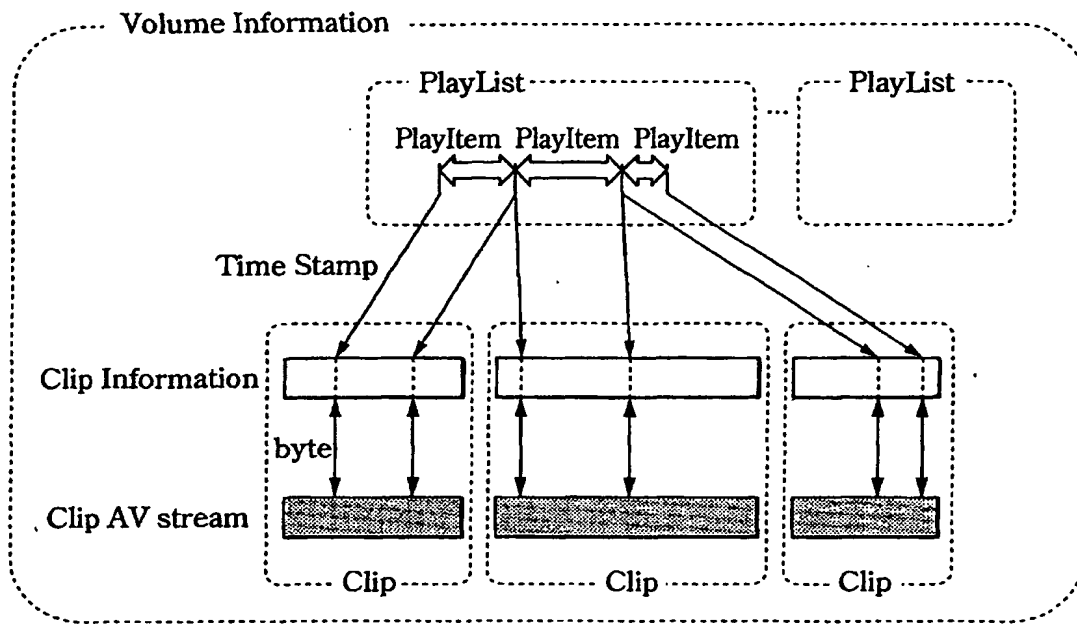 Volume Information
PlayList
...
PlayList
PlayItem PlayItem PlayItem
Time Stamp
Clip Information
byte
Clip AV stream
Clip
Clip
Clip